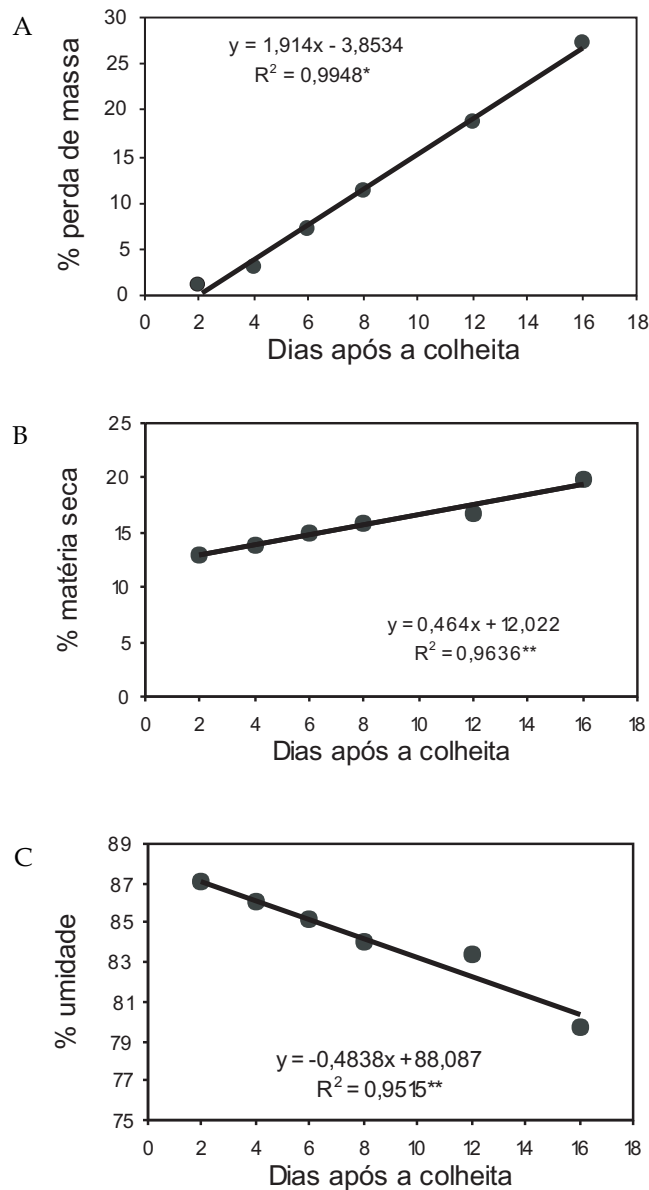 A
y = 1,914x - 3,8534
R² = 0,9948*
% perda de massa
30
25
20
15
10
5
0
0 2 4 6 8 10 12 14 16 18
Dias após a colheita
B
% matéria seca
25
20
15
10
5
0
y = 0,464x + 12,022
R² = 0,9636**
0 2 4 6 8 10 12 14 16 18
Dias após a colheita
C
% umidade
89
87
85
83
81
79
77
75
y = -0,4838x + 88,087
R² = 0,9515**
0 2 4 6 8 10 12 14 16 18
Dias após a colheita